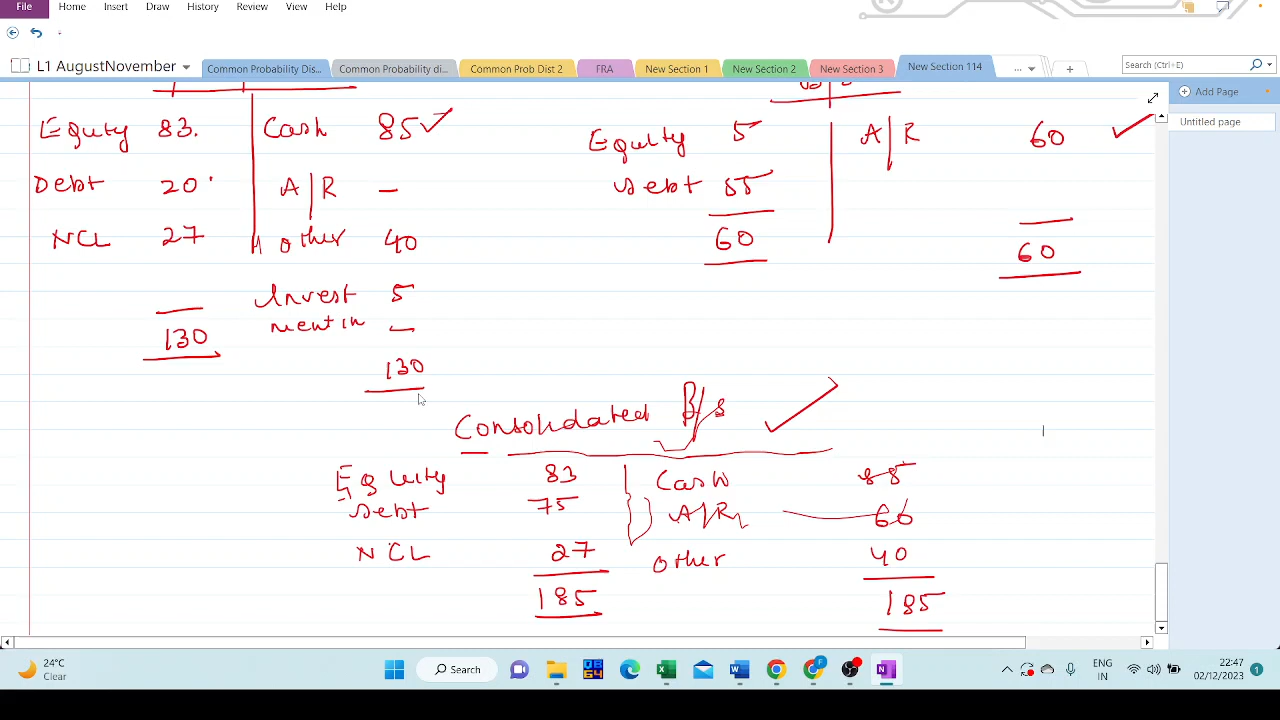 File Home Insert Draw History Review View Help
L1 AugustNovember
Common Probability Dis... Common Probability di... Common Prob Dist 2 FRA New Section 1 New Section 2 New Section 3 New Section 114 ... +
Search (Ctrl+E)
Add Page
Untitled page
Equity 83. Cash 85
Debt 20 A/R –
NCL 27 Other 40
Invest 5
ment in –
130
130
Equity 5 A/R 60
Debt 55
60
60
Consolidated B/s
Equity 83 Cash 85
Debt 75 A/R 60
NCL 27 Other 40
185 185
24°C
Clear
Search
ENG
IN
22:47
02/12/2023
1